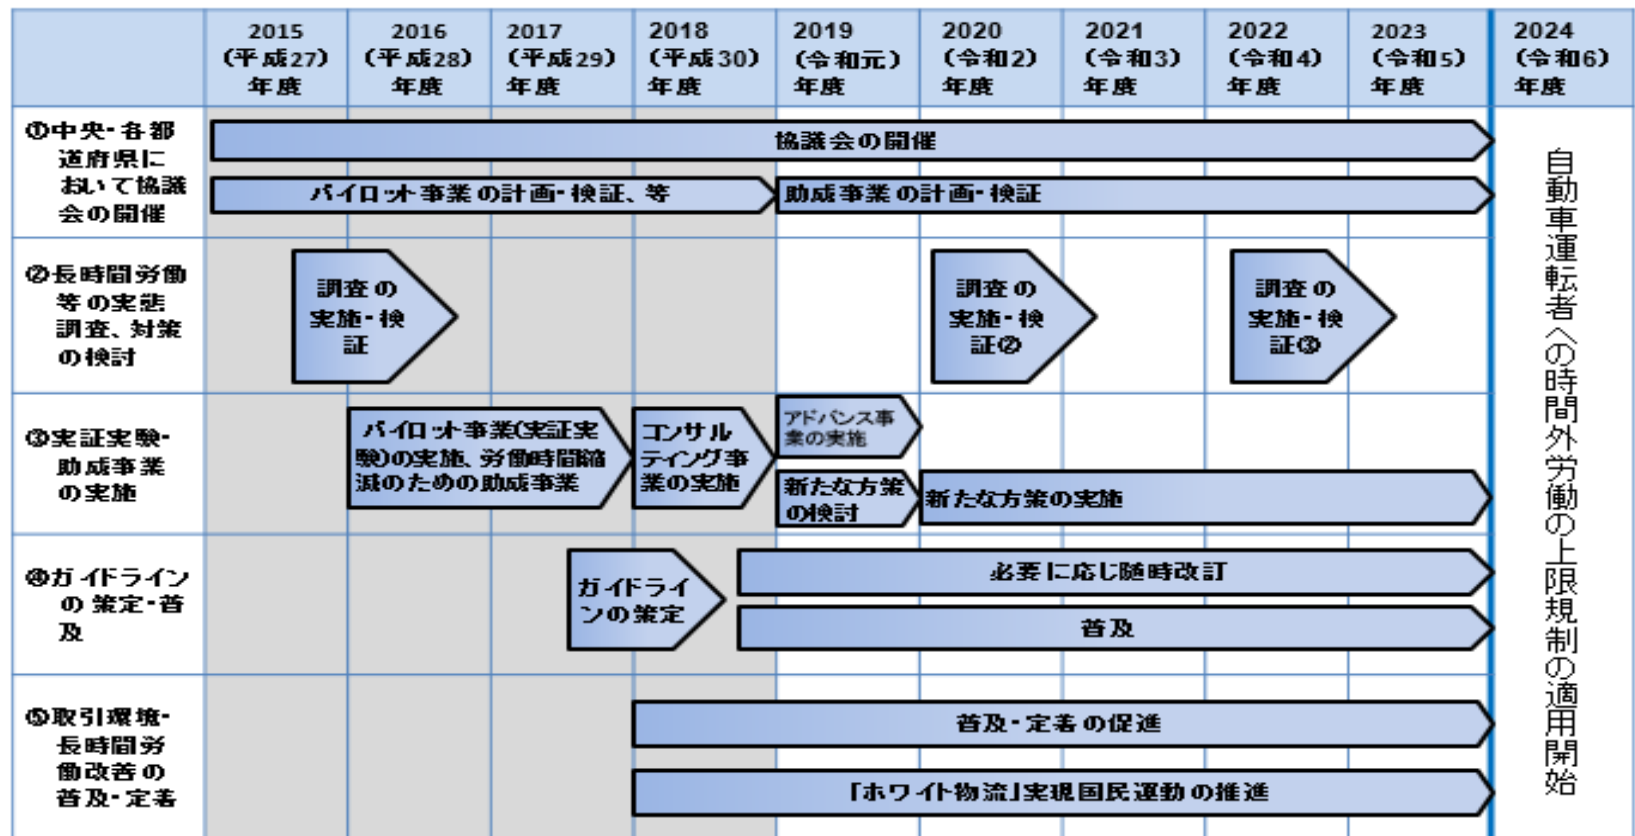 2015
(平成27)
年度
2016
(平成28)
年度
2017
(平成29)
年度
2018
(平成30)
年度
2019
(令和元)
年度
2020
(令和2)
年度
2021
(令和3)
年度
2022
(令和4)
年度
2023
(令和5)
年度
2024
(令和6)
年度
①中央・各都
道府県に
おいて協議
会の開催
協議会の開催
パイロット事業の計画・検証、等
助成事業の計画・検証
②長時間労働
等の実態
調査、対策
の検討
調査の
実施・検
証
調査の
実施・検
証②
調査の
実施・検
証③
③実証実験・
助成事業
の実施
パイロット事業(実証実
験)の実施、労働時間縮
減のための助成事業
コンサル
ティング事
業の実施
アドバンス事
業の実施
新たな方策
の検討
新たな方策の実施
④ガイドライン
の策定・普
及
ガイドライ
ンの策定
必要に応じ随時改訂
普及
⑤取引環境・
長時間労
働改善の
普及・定着
普及・定着の促進
「ホワイト物流」実現国民運動の推進
自動車運転者への時間外労働の上限規制の適用開始